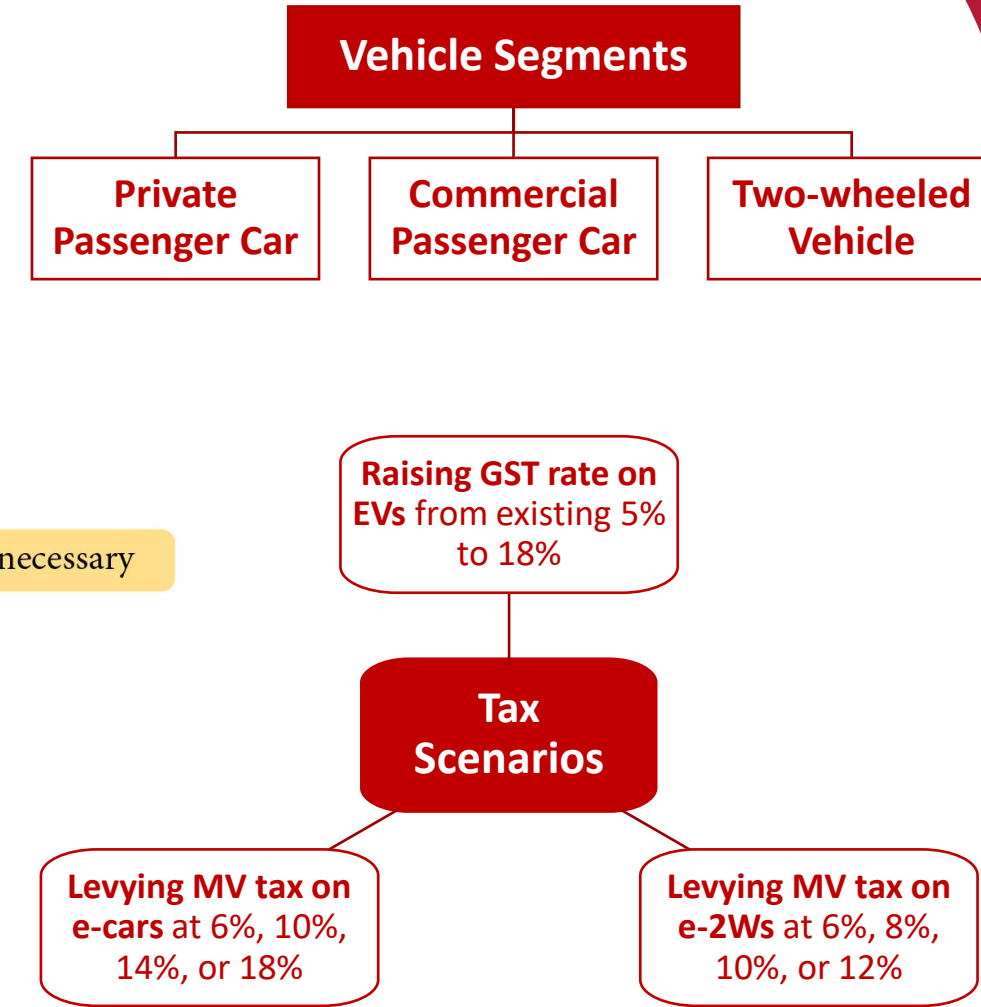 Vehicle Segments
Private
Passenger Car
Commercial
Passenger Car
Two-wheeled
Vehicle
Raising GST rate on
EVs from existing 5%
to 18%
necessary
Tax
Scenarios
Levying MV tax on
e-cars at 6%, 10%,
14%, or 18%
Levying MV tax on
e-2Ws at 6%, 8%,
10%, or 12%